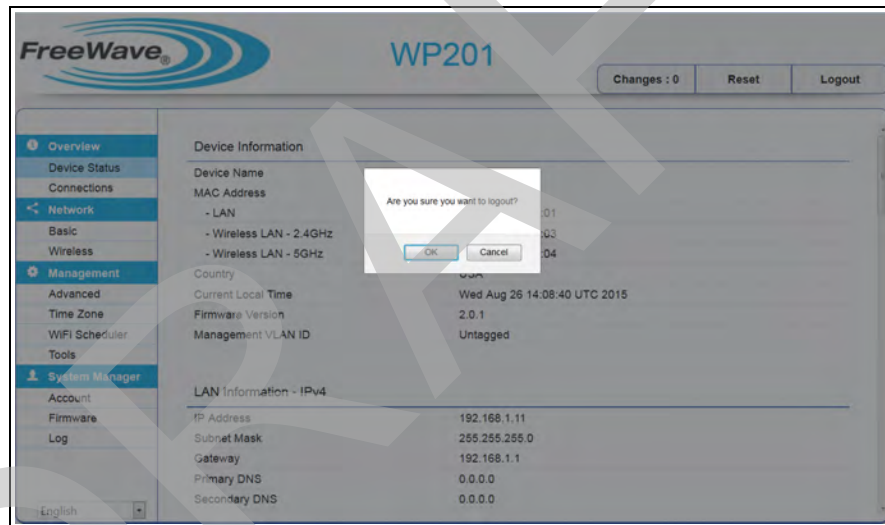 FreeWave®
WP201
Changes : 0 Reset Logout
Overview
Device Status
Connections
Network
Basic
Wireless
Management
Advanced
Time Zone
WiFi Scheduler
Tools
System Manager
Account
Firmware
Log
English
Device Information
Device Name
MAC Address
- LAN :01
- Wireless LAN - 2.4GHz :03
- Wireless LAN - 5GHz :04
Country USA
Current Local Time Wed Aug 26 14:08:40 UTC 2015
Firmware Version 2.0.1
Management VLAN ID Untagged
LAN Information - IPv4
IP Address 192.168.1.11
Subnet Mask 255.255.255.0
Gateway 192.168.1.1
Primary DNS 0.0.0.0
Secondary DNS 0.0.0.0
Are you sure you want to logout?
OK Cancel